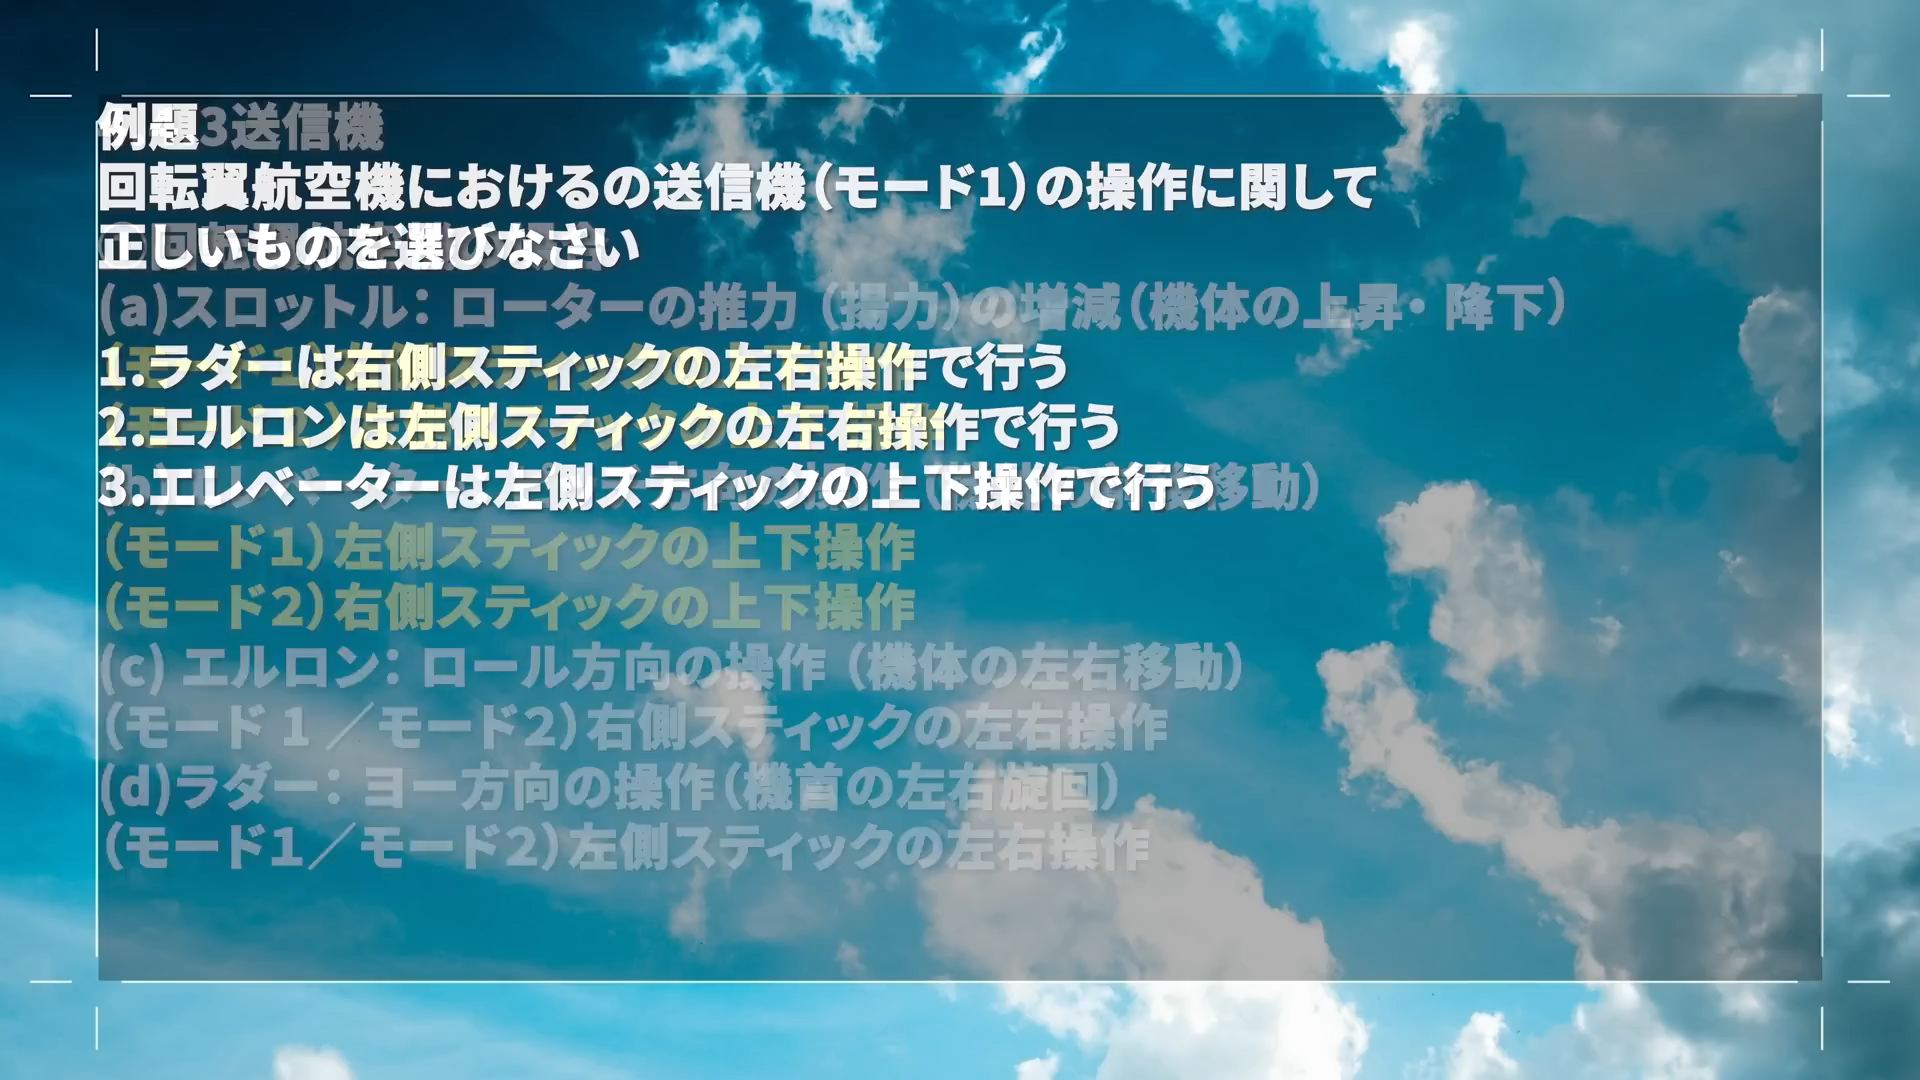 例題
3送信機
回転翼航空機におけるの送信機（モード1）の操作に関して
正しいものを選びなさい
(a)スロットル：ローターの推力（揚力）の増減（機体の上昇・降下）
1.ラダーは右側スティックの左右操作で行う
2.エルロンは左側スティックの左右操作で行う
3.エレベーターは左側スティックの上下操作で行う
（モード1）左側スティックの上下操作
（モード２）右側スティックの上下操作
(c) エルロン：ロール方向の操作（機体の左右移動）
（モード１／モード２）右側スティックの左右操作
(d)ラダー：ヨー方向の操作（機首の左右旋回）
（モード1／モード2）左側スティックの左右操作